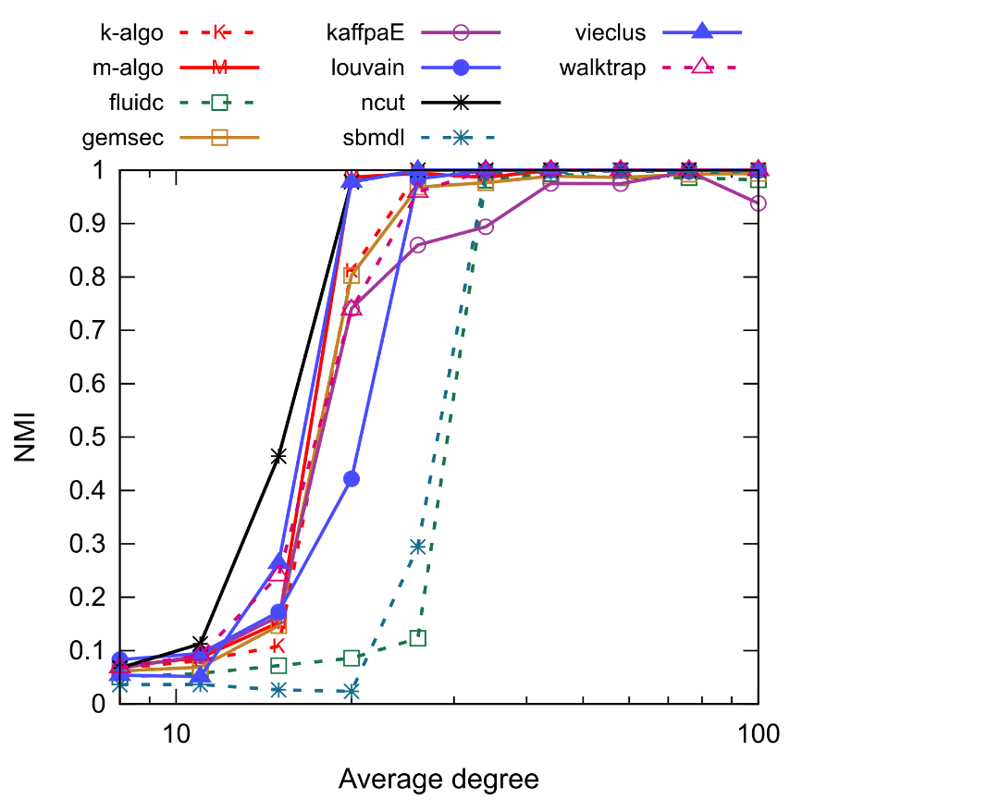 k-algo
kaffpaE
vieclus
m-algo
louvain
walktrap
fluidc
ncut
gemsec
sbmdl
1
0.9
0.8
0.7
0.6
0.5
0.4
0.3
0.2
0.1
0
NMI
10
100
Average degree